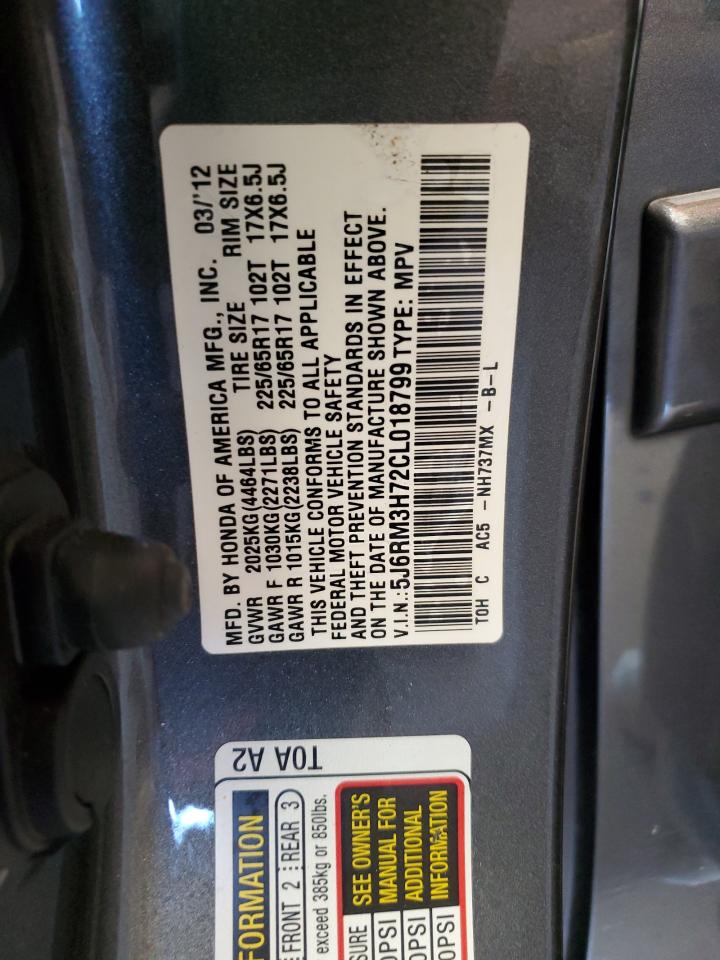 MFD. BY HONDA OF AMERICA MFG., INC. 03/'12
GVWR 2025KG(4464LBS) TIRE SIZE RIM SIZE
GAWR F 1030KG(2271LBS) 225/65R17 102T 17X6.5J
GAWR R 1015KG(2238LBS) 225/65R17 102T 17X6.5J
THIS VEHICLE CONFORMS TO ALL APPLICABLE
FEDERAL MOTOR VEHICLE SAFETY
AND THEFT PREVENTION STANDARDS IN EFFECT
ON THE DATE OF MANUFACTURE SHOWN ABOVE.
V.I.N.:5J6RM3H72CL018799 TYPE: MPV
T0H C AC5 -NH737MX -B-L
T0A A2
FORMATION
FRONT 2 REAR 3
exceed 385kg or 850lbs.
SEE OWNER'S
MANUAL FOR
ADDITIONAL
INFORMATION
SURE
0PSI
0PSI
0PSI